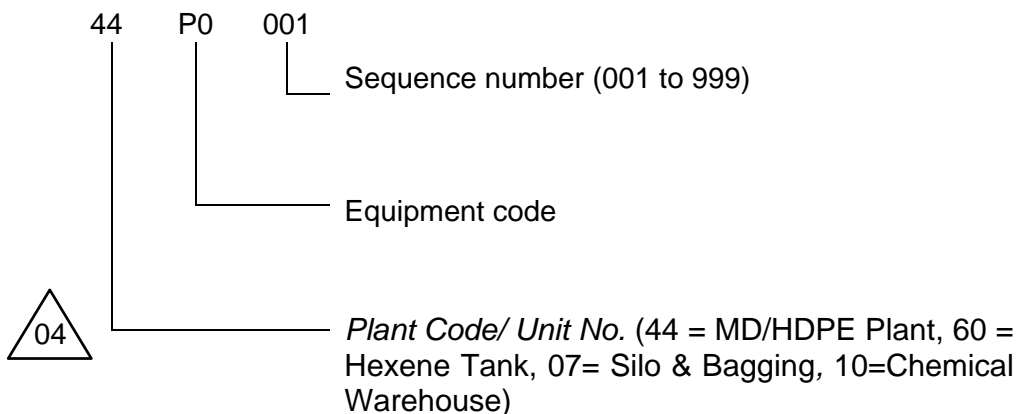 44 P0 001
Sequence number (001 to 999)
Equipment code
04
Plant Code/ Unit No. (44 = MD/HDPE Plant, 60 =
Hexene Tank, 07= Silo & Bagging, 10=Chemical
Warehouse)